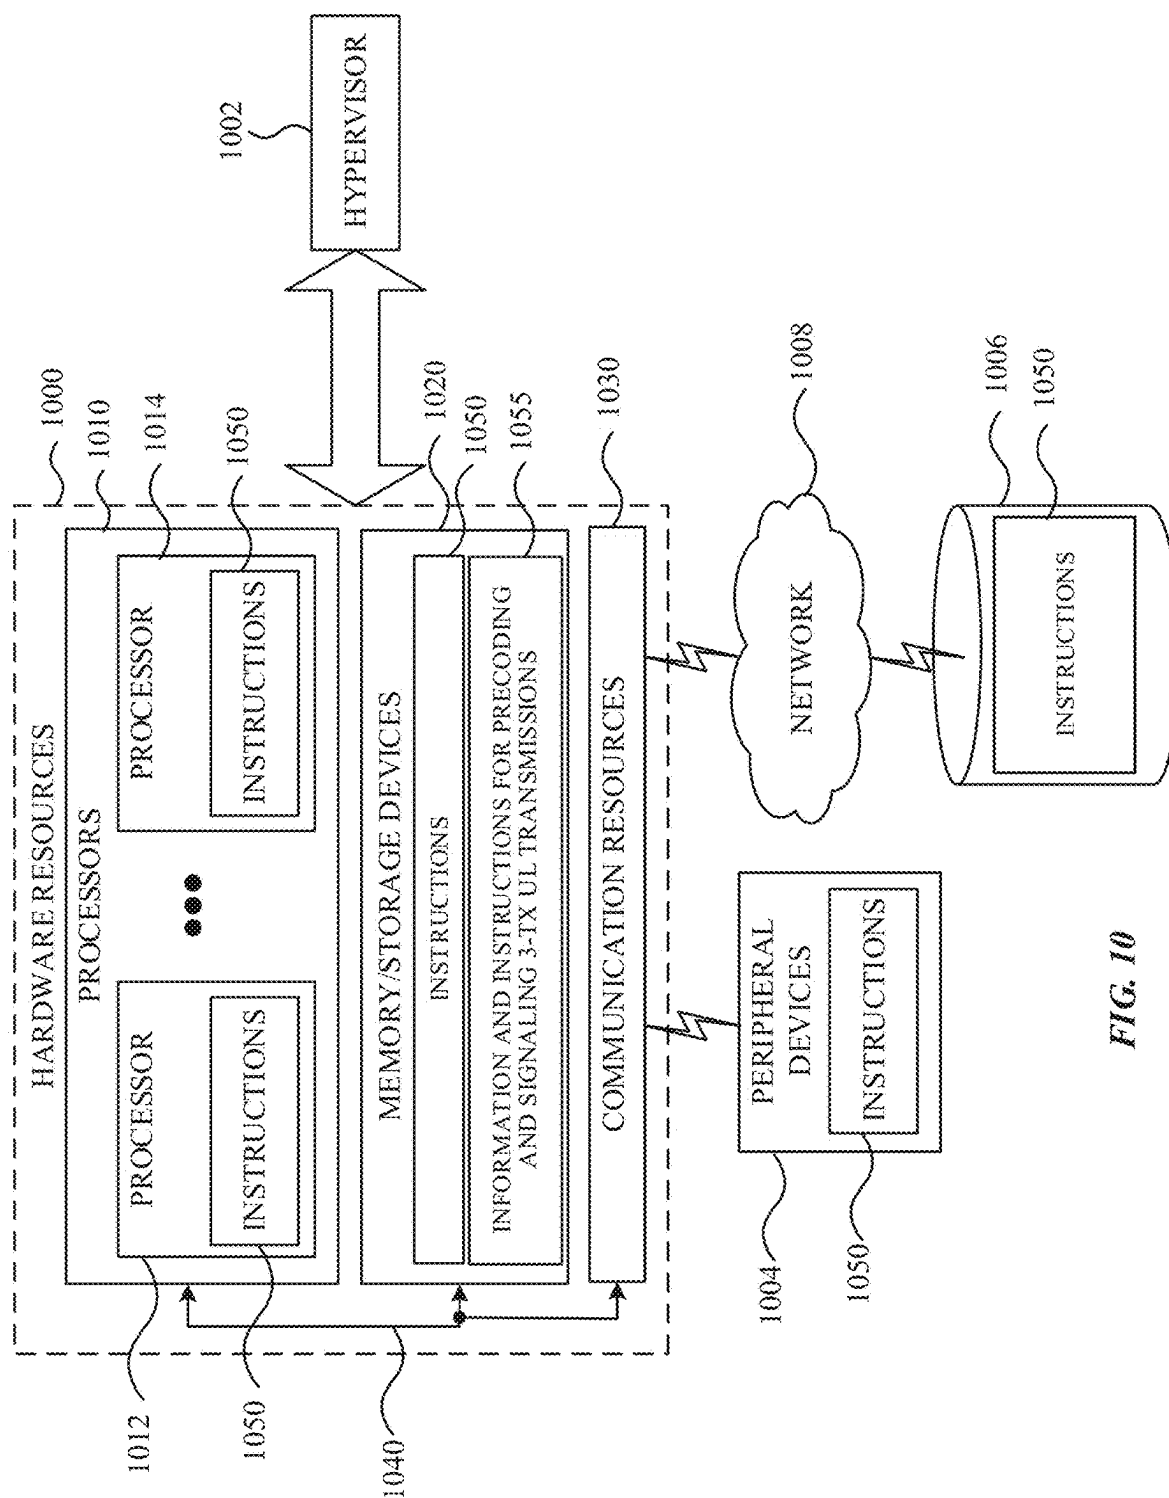 HARDWARE RESOURCES
1000
PROCESSORS
1010
1012
PROCESSOR
INSTRUCTIONS
1050
PROCESSOR
1014
INSTRUCTIONS
1050
1002
HYPERVISOR
MEMORY/STORAGE DEVICES
1020
INSTRUCTIONS
1050
INFORMATION AND INSTRUCTIONS FOR PRECODING
AND SIGNALING 3-TX UL TRANSMISSIONS
1055
1040
COMMUNICATION RESOURCES
1030
PERIPHERAL
DEVICES
1004
INSTRUCTIONS
1050
NETWORK
1008
1006
INSTRUCTIONS
1050
FIG. 10